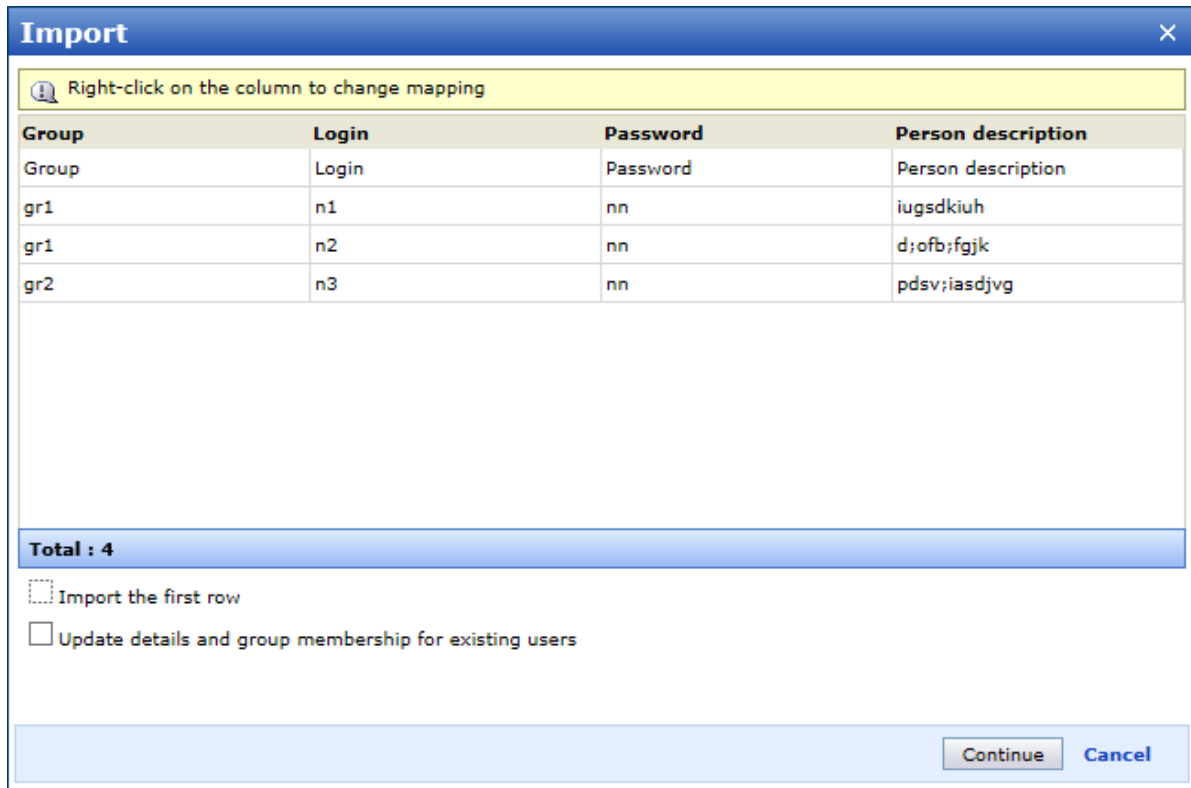 Import
Right-click on the column to change mapping
Group Login Password Person description
Group Login Password Person description
gr1 n1 nn iugsdkiuh
gr1 n2 nn d;ofb;fgjk
gr2 n3 nn pdsv;iasdjvg
Total : 4
Import the first row
Update details and group membership for existing users
Continue Cancel